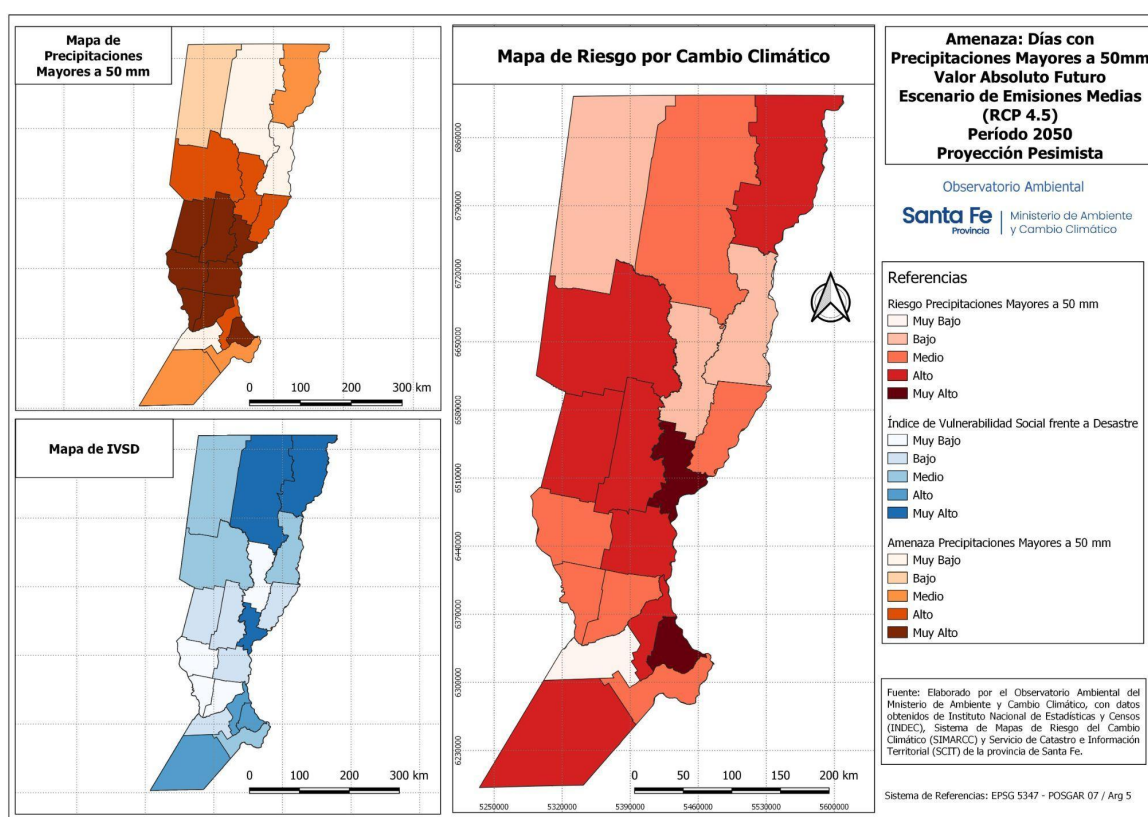 Mapa de
Precipitaciones
Mayores a 50 mm
0 100 200 300 km
Mapa de IVSD
0 100 200 300 km
Mapa de Riesgo por Cambio Climático
6860000
6790000
6720000
6650000
6580000
6510000
6440000
6370000
6300000
6230000
5250000 5320000 5390000 5460000 5530000 5600000
0 50 100 150 200 km
Amenaza: Días con
Precipitaciones Mayores a 50mm
Valor Absoluto Futuro
Escenario de Emisiones Medias
(RCP 4.5)
Período 2050
Proyección Pesimista
Observatorio Ambiental
Santa Fe
Provincia
Ministerio de Ambiente
y Cambio Climático
Referencias
Riesgo Precipitaciones Mayores a 50 mm
Muy Bajo
Bajo
Medio
Alto
Muy Alto
Índice de Vulnerabilidad Social frente a Desastre
Muy Bajo
Bajo
Medio
Alto
Muy Alto
Amenaza Precipitaciones Mayores a 50 mm
Muy Bajo
Bajo
Medio
Alto
Muy Alto
Fuente: Elaborado por el Observatorio Ambiental del
Mnisterio de Ambiente y Cambio Climático, con datos
obtenidos de Instituto Nacional de Estadísticas y Censos
(INDEC), Sistema de Mapas de Riesgo del Cambio
Climático (SIMARCC) y Servicio de Catastro e Información
Territorial (SCIT) de la provincia de Santa Fe.
Sistema de Referencias: EPSG 5347 - POSGAR 07 / Arg 5